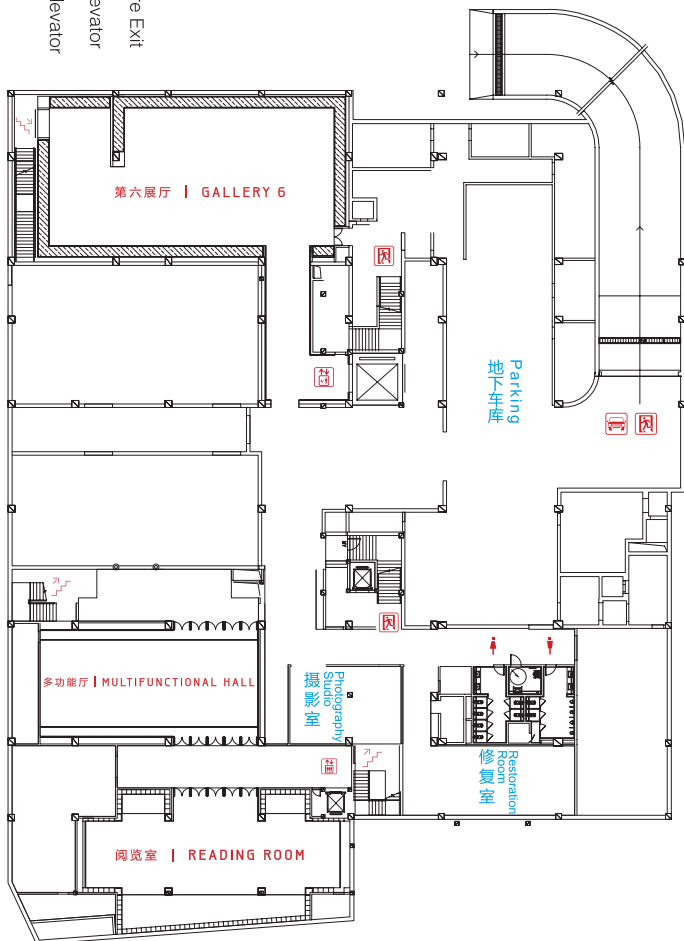 re Exit
evator
levator
第六展厅 | GALLERY 6
Parking
地下车库
多功能厅 | MULTIFUNCTIONAL HALL
Photography
Studio
摄影室
Restoration
Room
修复室
阅览室 | READING ROOM